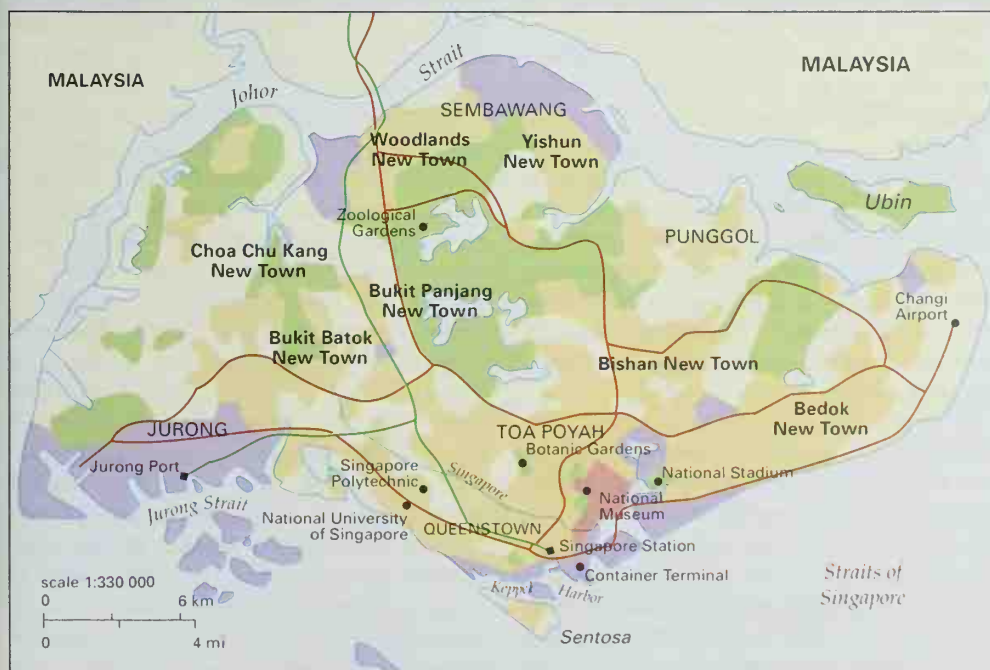 MALAYSIA
Johor
Strait
MALAYSIA
SEMBAWANG
Woodlands
New Town
Yishun
New Town
Ubin
Zoological
Gardens
PUNGGOL
Choa Chu Kang
New Town
Bukit Panjang
New Town
Changi
Airport
Bukit Batok
New Town
Bishan New Town
Bedok
New Town
JURONG
TOA POYAH
Botanic Gardens
Jurong Port
Singapore
Polytechnic
Singapore
National Stadium
Jurong Strait
National
Museum
National University
of Singapore
QUEENSTOWN
Singapore Station
Container Terminal
Keppel Harbor
Straits of
Singapore
Sentosa
scale 1:330 000
0 6 km
0 4 mi